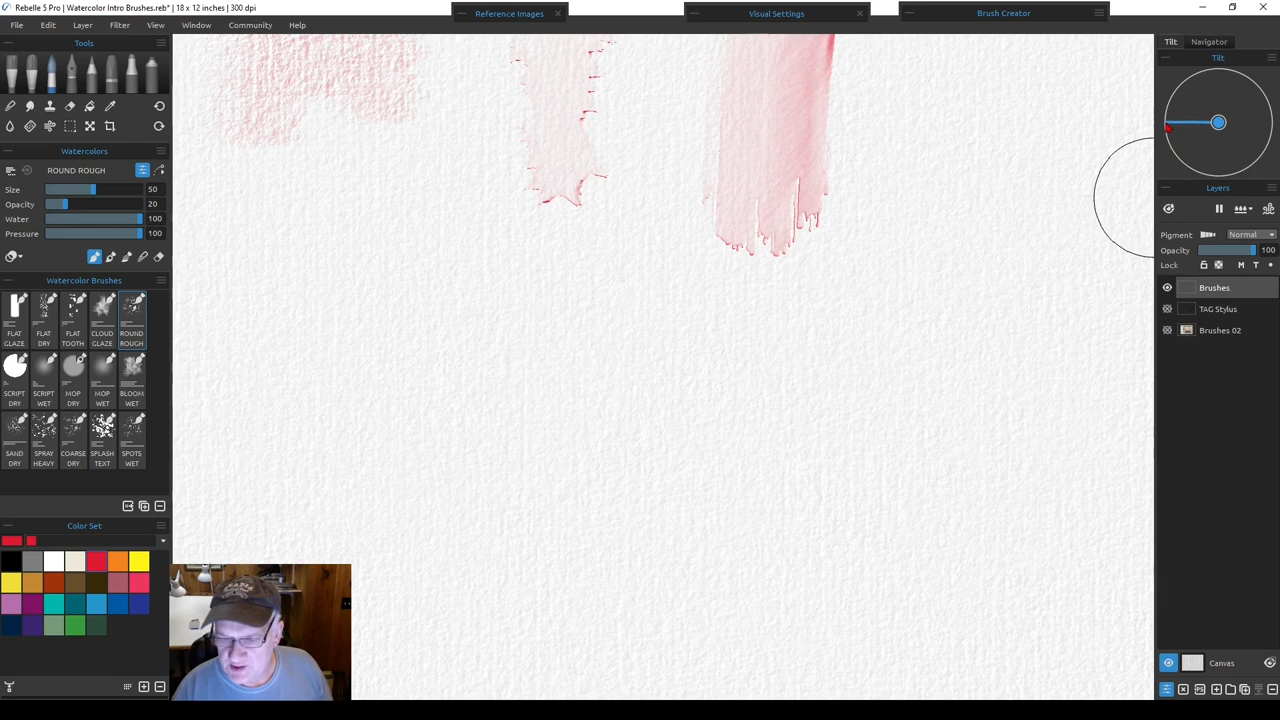 Rebelle 5 Pro | Watercolor Intro Brushes.reb* | 18 x 12 inches | 300 dpi
Reference Images
Visual Settings
Brush Creator
File Edit Layer Filter View Window Community Help
Tools
Watercolors
ROUND ROUGH
Size 50
Opacity 20
Water 100
Pressure 100
Watercolor Brushes
FLAT GLAZE
FLAT DRY
FLAT TOOTH
CLOUD GLAZE
ROUND ROUGH
SCRIPT DRY
SCRIPT WET
MOP DRY
MOP WET
BLOOM WET
SAND DRY
SPRAY HEAVY
COARSE DRY
SPLASH TEXT
SPOTS WET
Color Set
Tilt Navigator
Tilt
Layers
Pigment Normal
Opacity 100
Lock M T
Brushes
TAG Stylus
Brushes 02
Canvas
PS